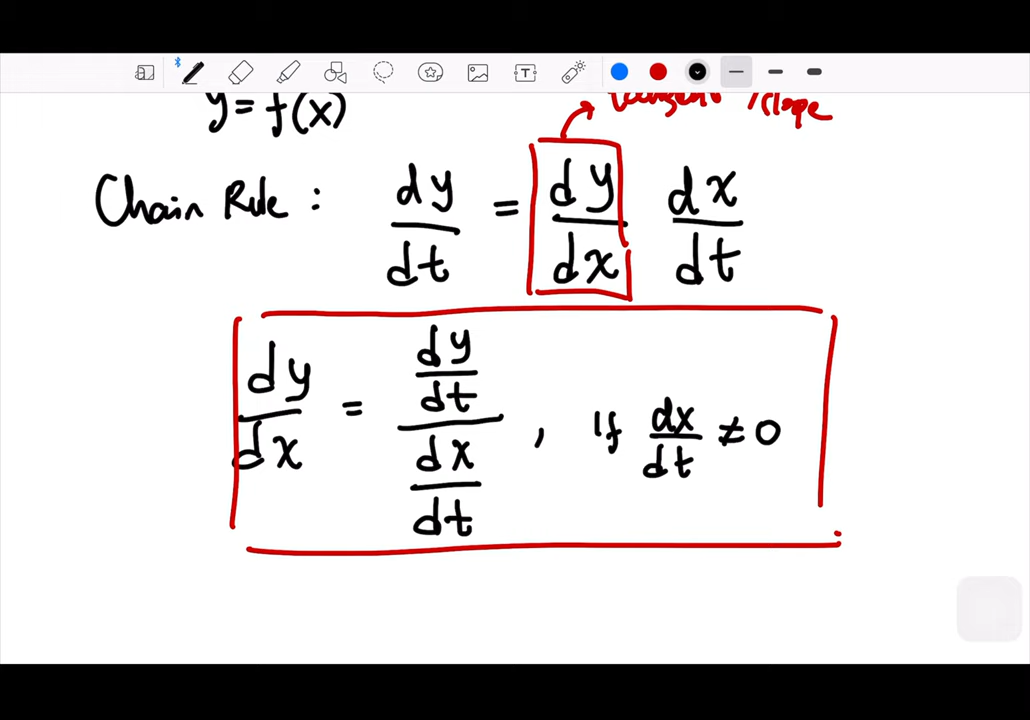 y = f(x)
slope
Chain Rule : dy/dt = dy/dx dx/dt
dy/dx = (dy/dt)/(dx/dt) , If dx/dt ≠ 0